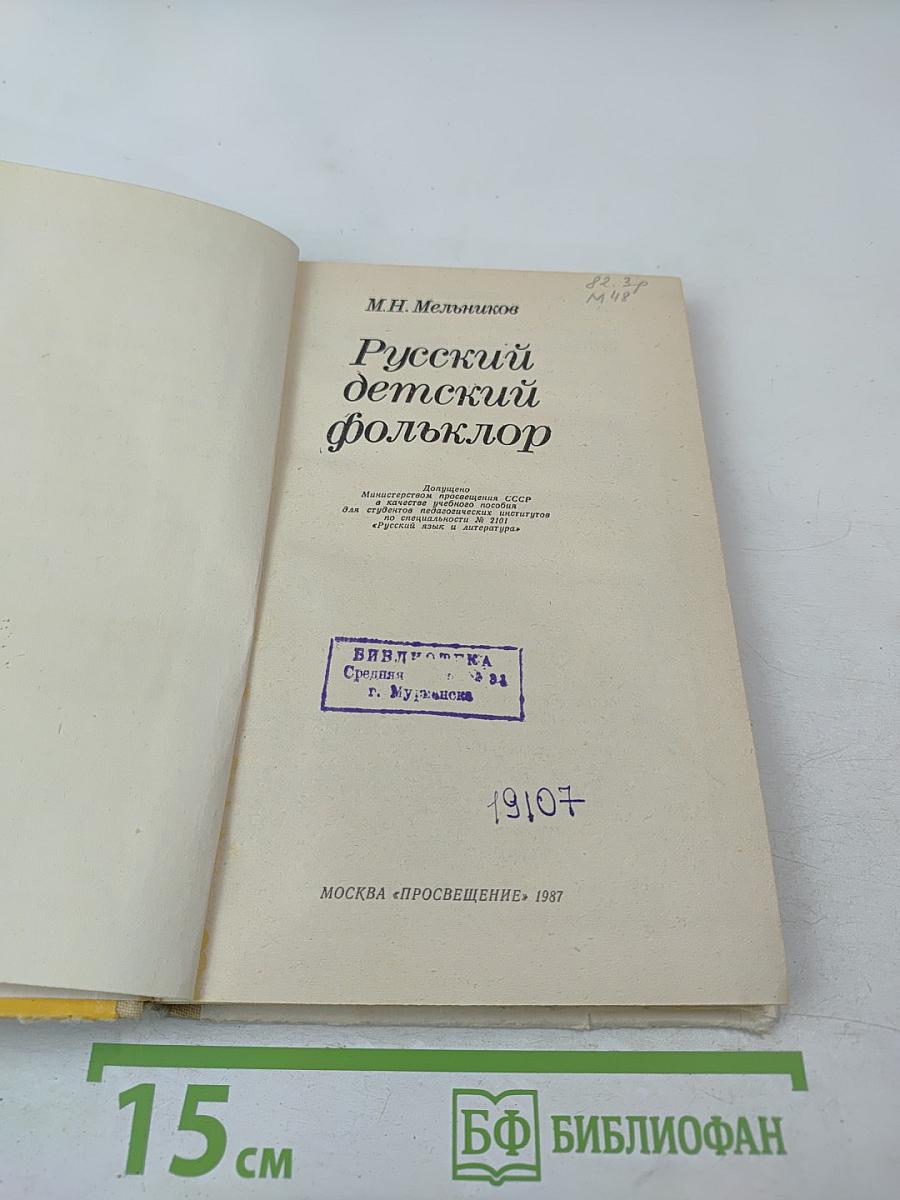 82.3р
М48
М.Н. Мельников
Русский
детский
фольклор
Допущено
Министерством просвещения СССР
в качестве учебного пособия
для студентов педагогических институтов
по специальности № 2101
«Русский язык и литература»
БИБЛИОТЕКА
Средняя
г. Мурманска
19107
МОСКВА «ПРОСВЕЩЕНИЕ» 1987
15 см
БФ БИБЛИОФАН